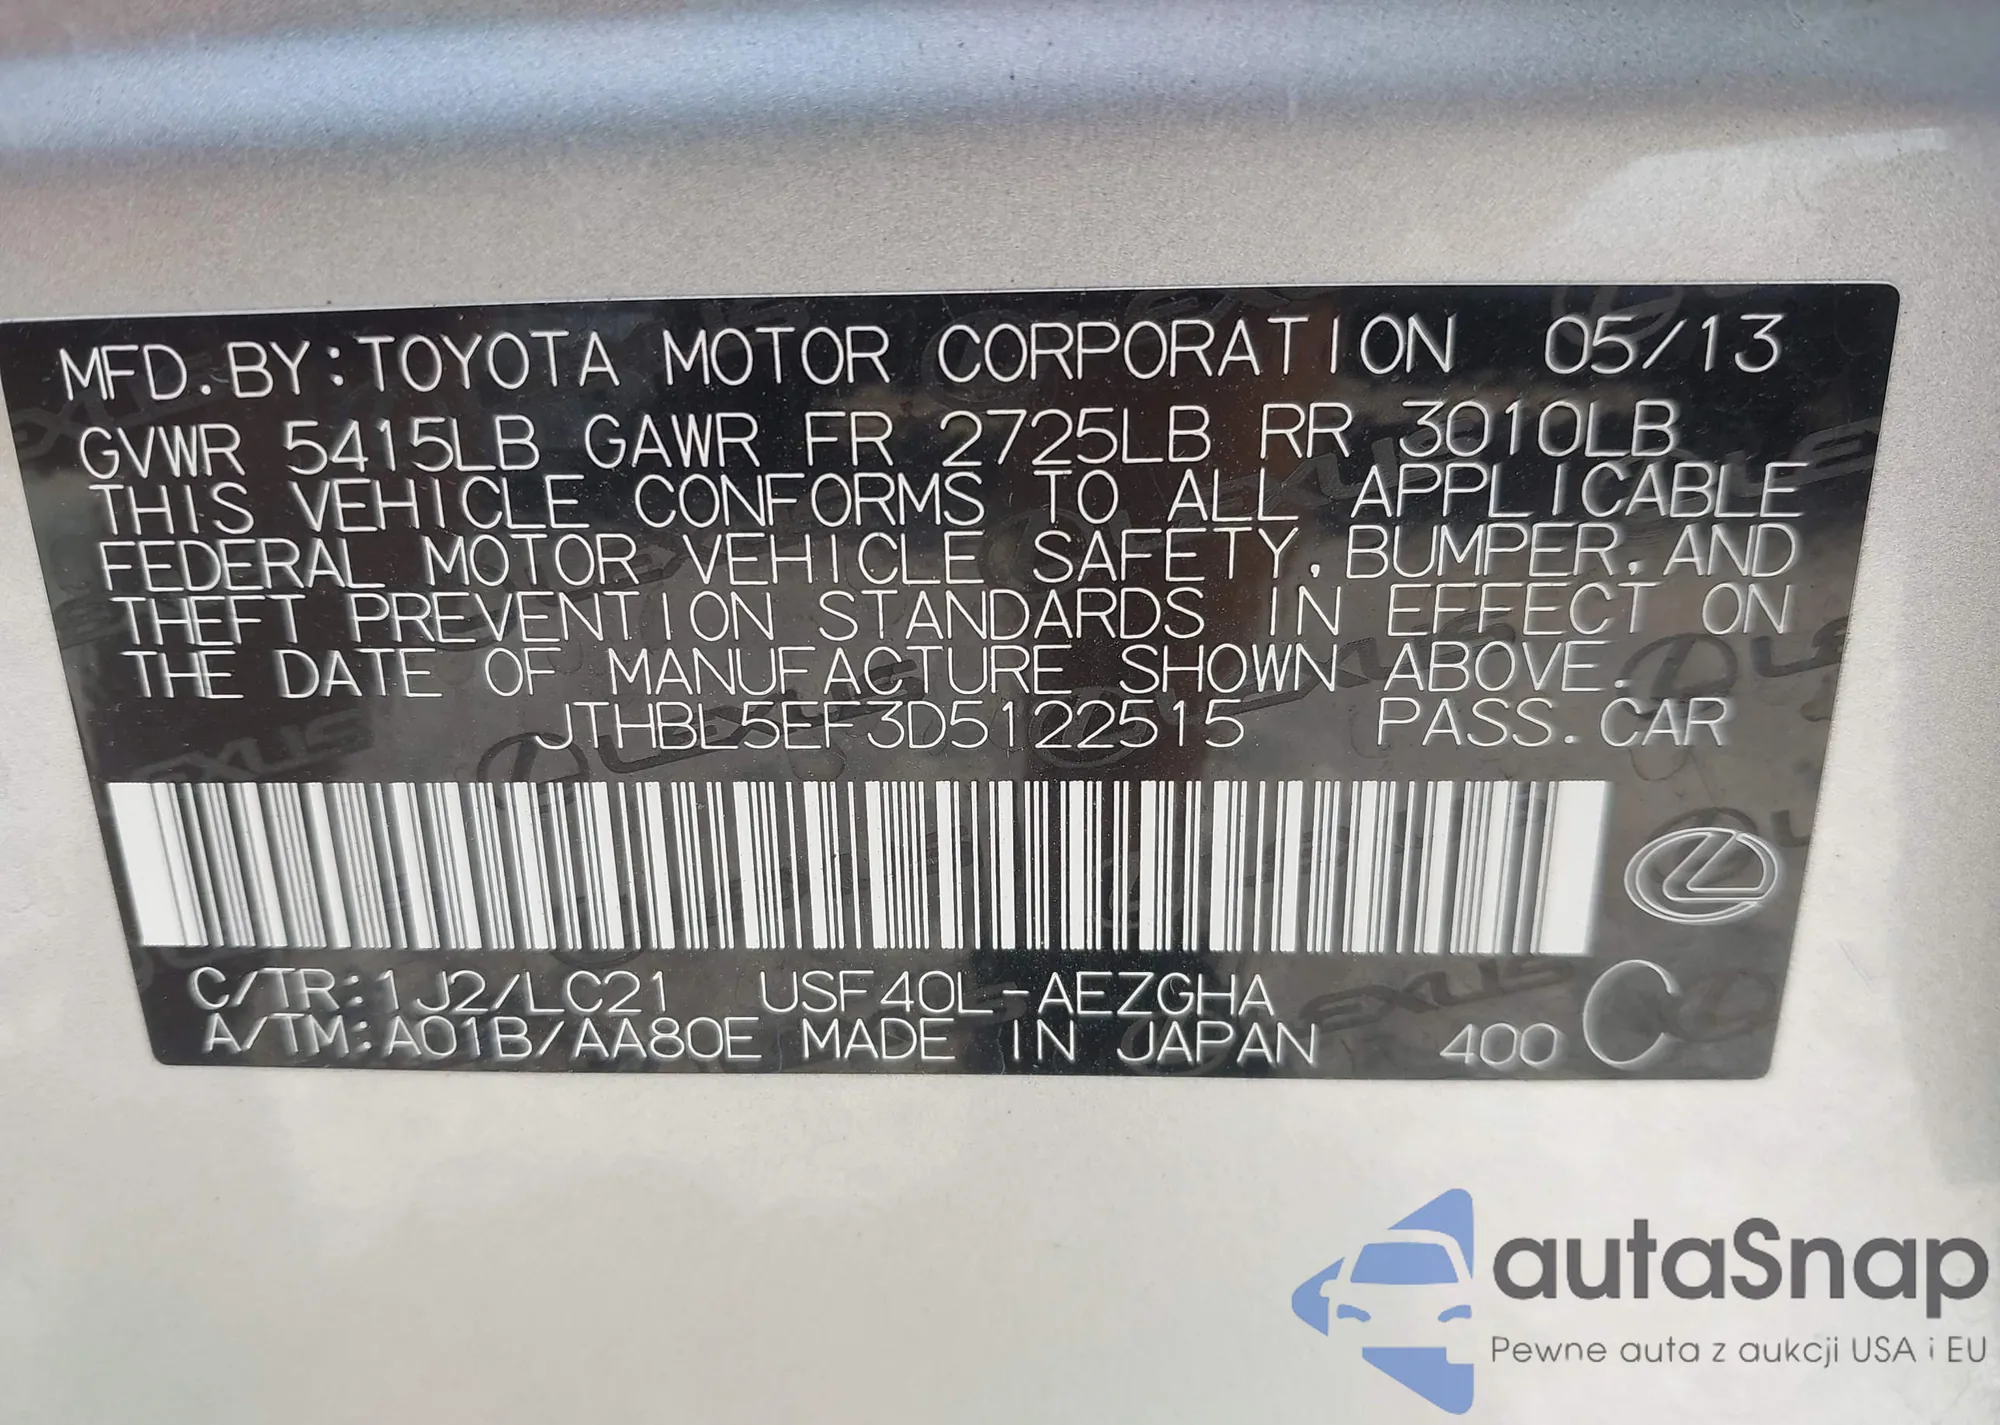 MFD. BY: TOYOTA MOTOR CORPORATION 05/13
GVWR 5415LB GAWR FR 2725LB RR 3010LB
THIS VEHICLE CONFORMS TO ALL APPLICABLE
FEDERAL MOTOR VEHICLE SAFETY, BUMPER, AND
THEFT PREVENTION STANDARDS IN EFFECT ON
THE DATE OF MANUFACTURE SHOWN ABOVE.
JTHBL5EF3D5122515 PASS. CAR
C/TR: 1J2/LC21 USF40L-AEZGHA
A/TM: A01B/AA80E MADE IN JAPAN 400 C
autaSnap
Pewne auta z aukcji USA i EU